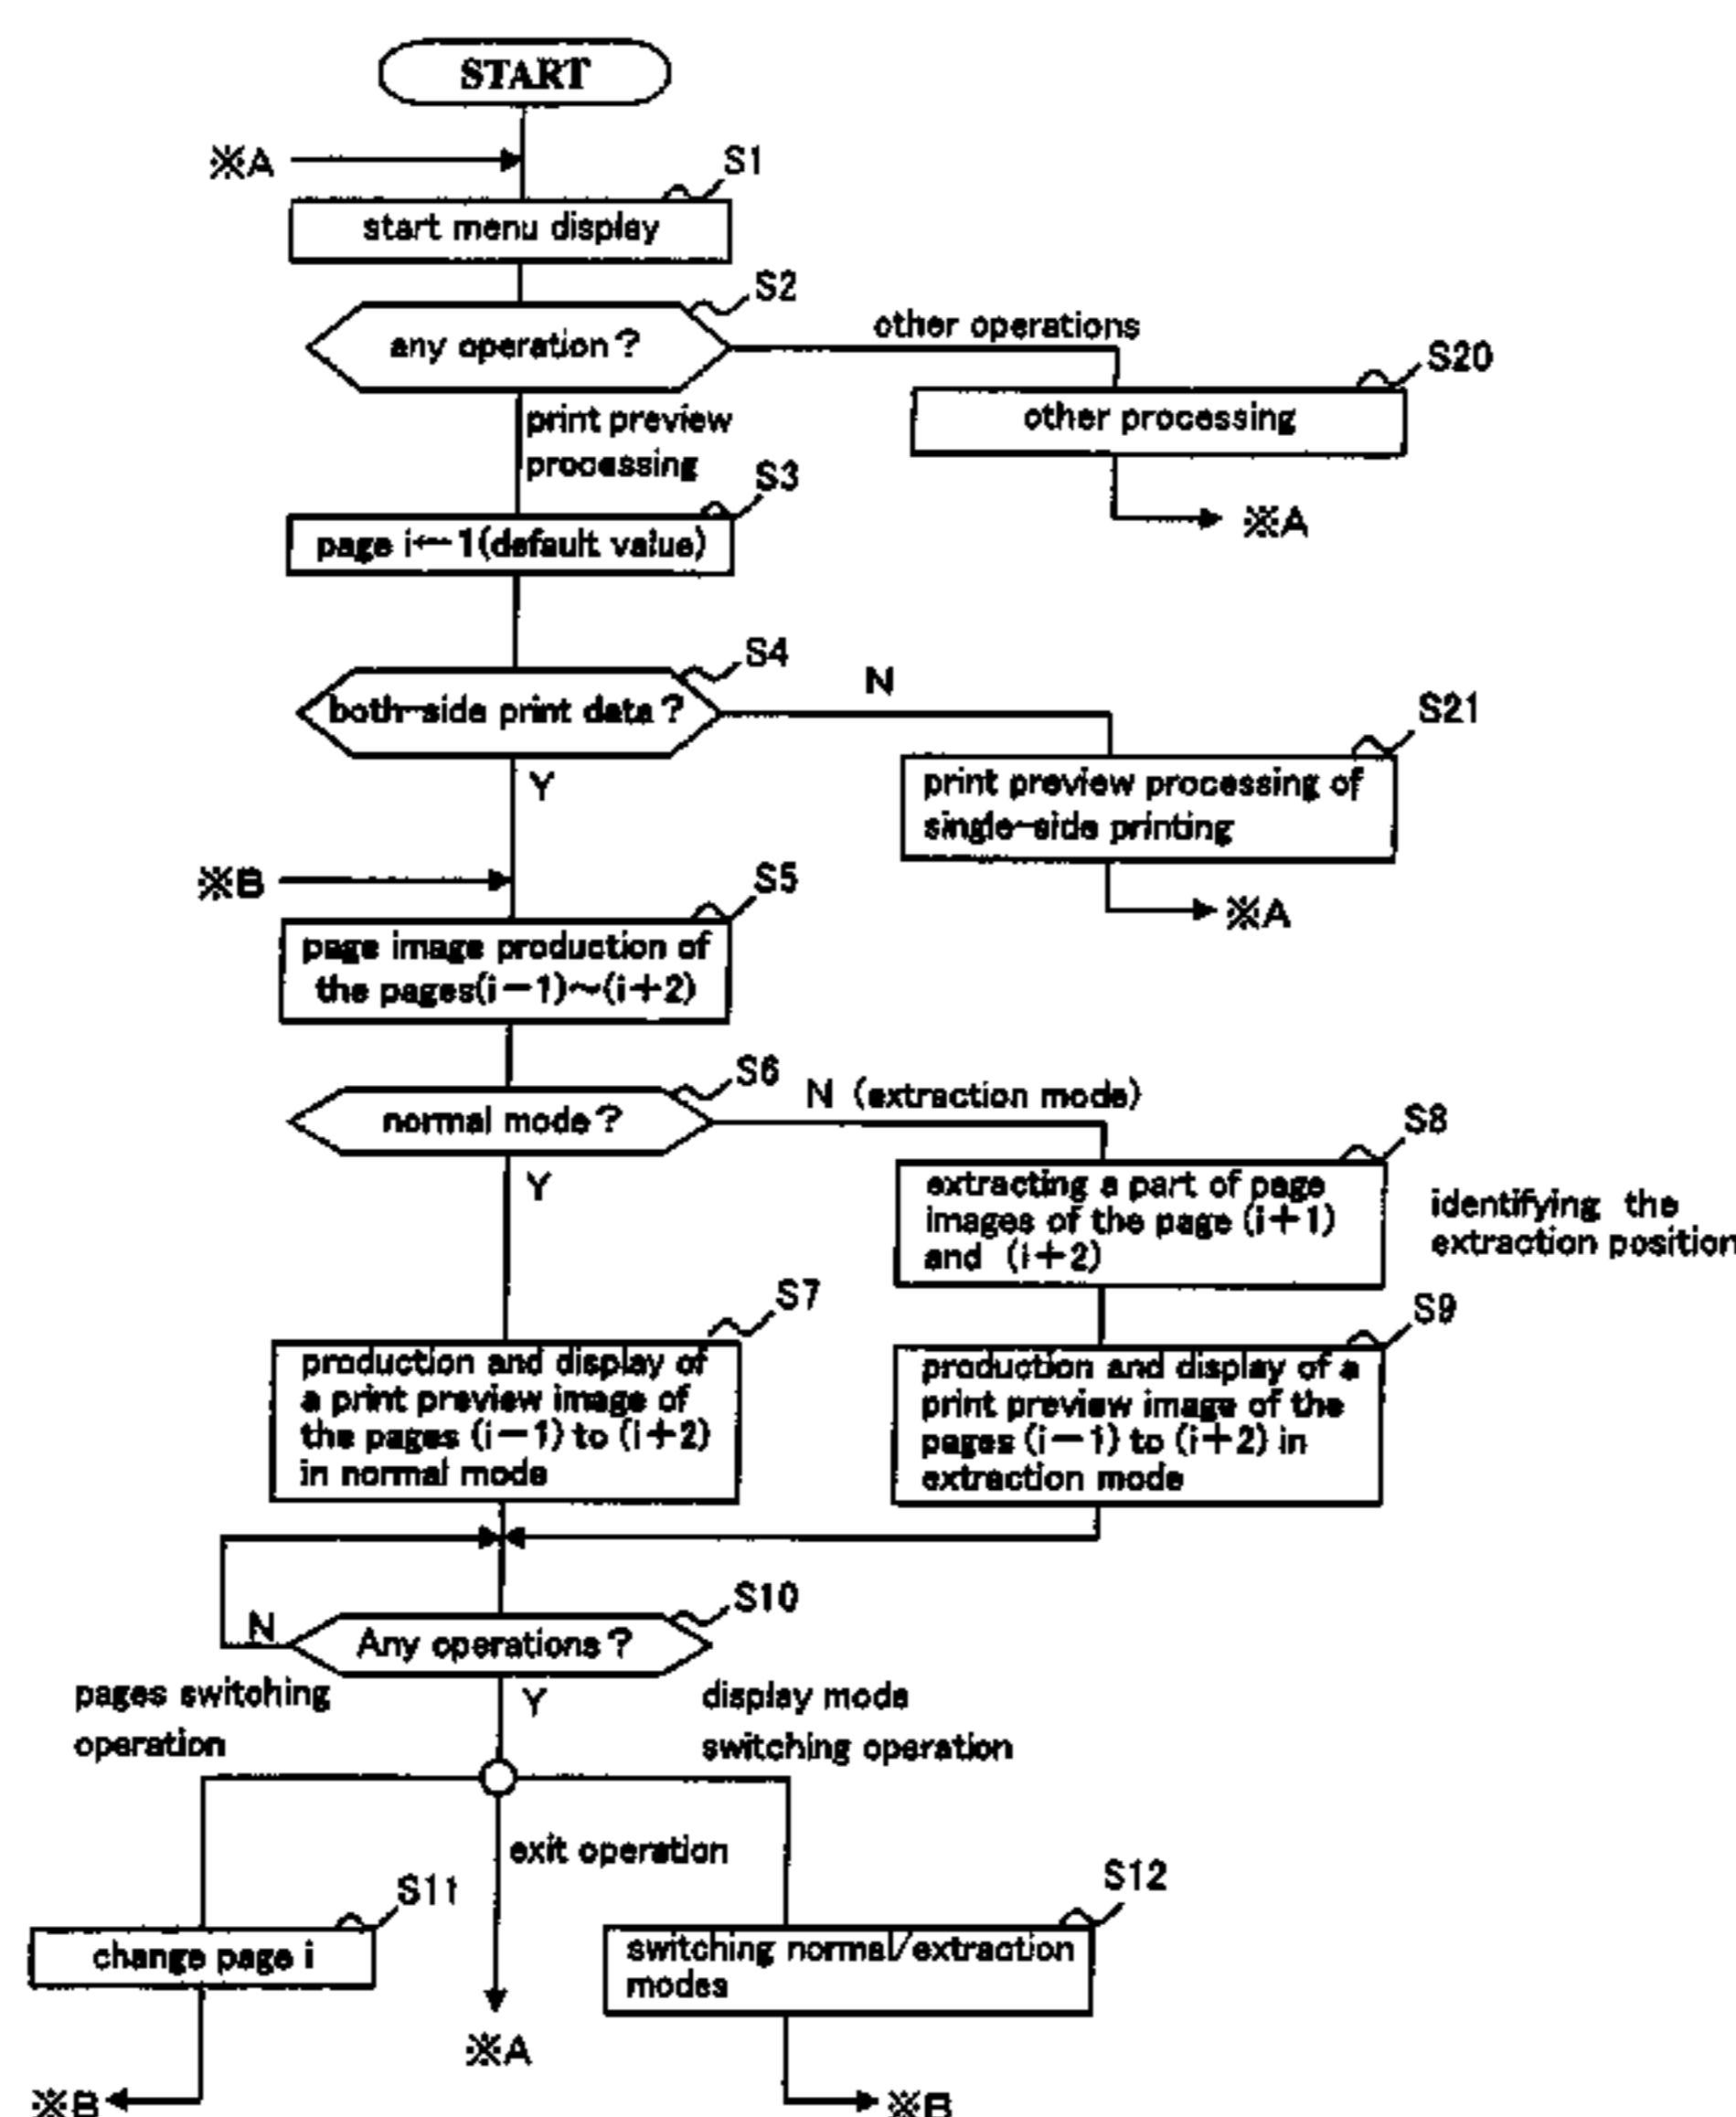 START
※A
S1
start menu display
S2
any operation?
other operations
S20
other processing
※A
print preview
processing
S3
page i←1(default value)
S4
both-side print data?
N
S21
print preview processing of
single-side printing
※A
Y
※B
S5
page image production of
the pages(i−1)~(i+2)
S6
normal mode?
N (extraction mode)
S8
extracting a part of page
images of the page (i+1)
and (i+2)
identifying the
extraction position
Y
S7
production and display of
a print preview image of
the pages (i−1) to (i+2)
in normal mode
S9
production and display of a
print preview image of the
pages (i−1) to (i+2) in
extraction mode
S10
Any operations?
N
Y
pages switching
operation
display mode
switching operation
exit operation
S11
change page i
S12
switching normal/extraction
modes
※A
※B
※B